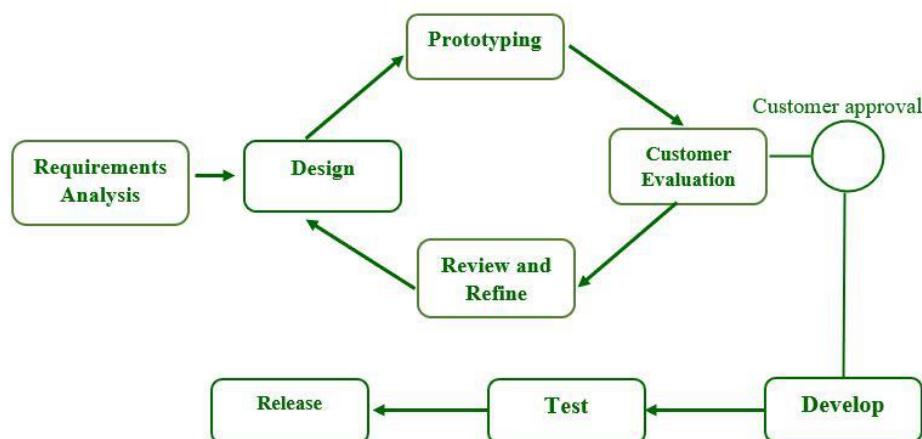 Prototyping
Customer approval
Requirements
Analysis
Design
Customer
Evaluation
Review and
Refine
Release
Test
Develop